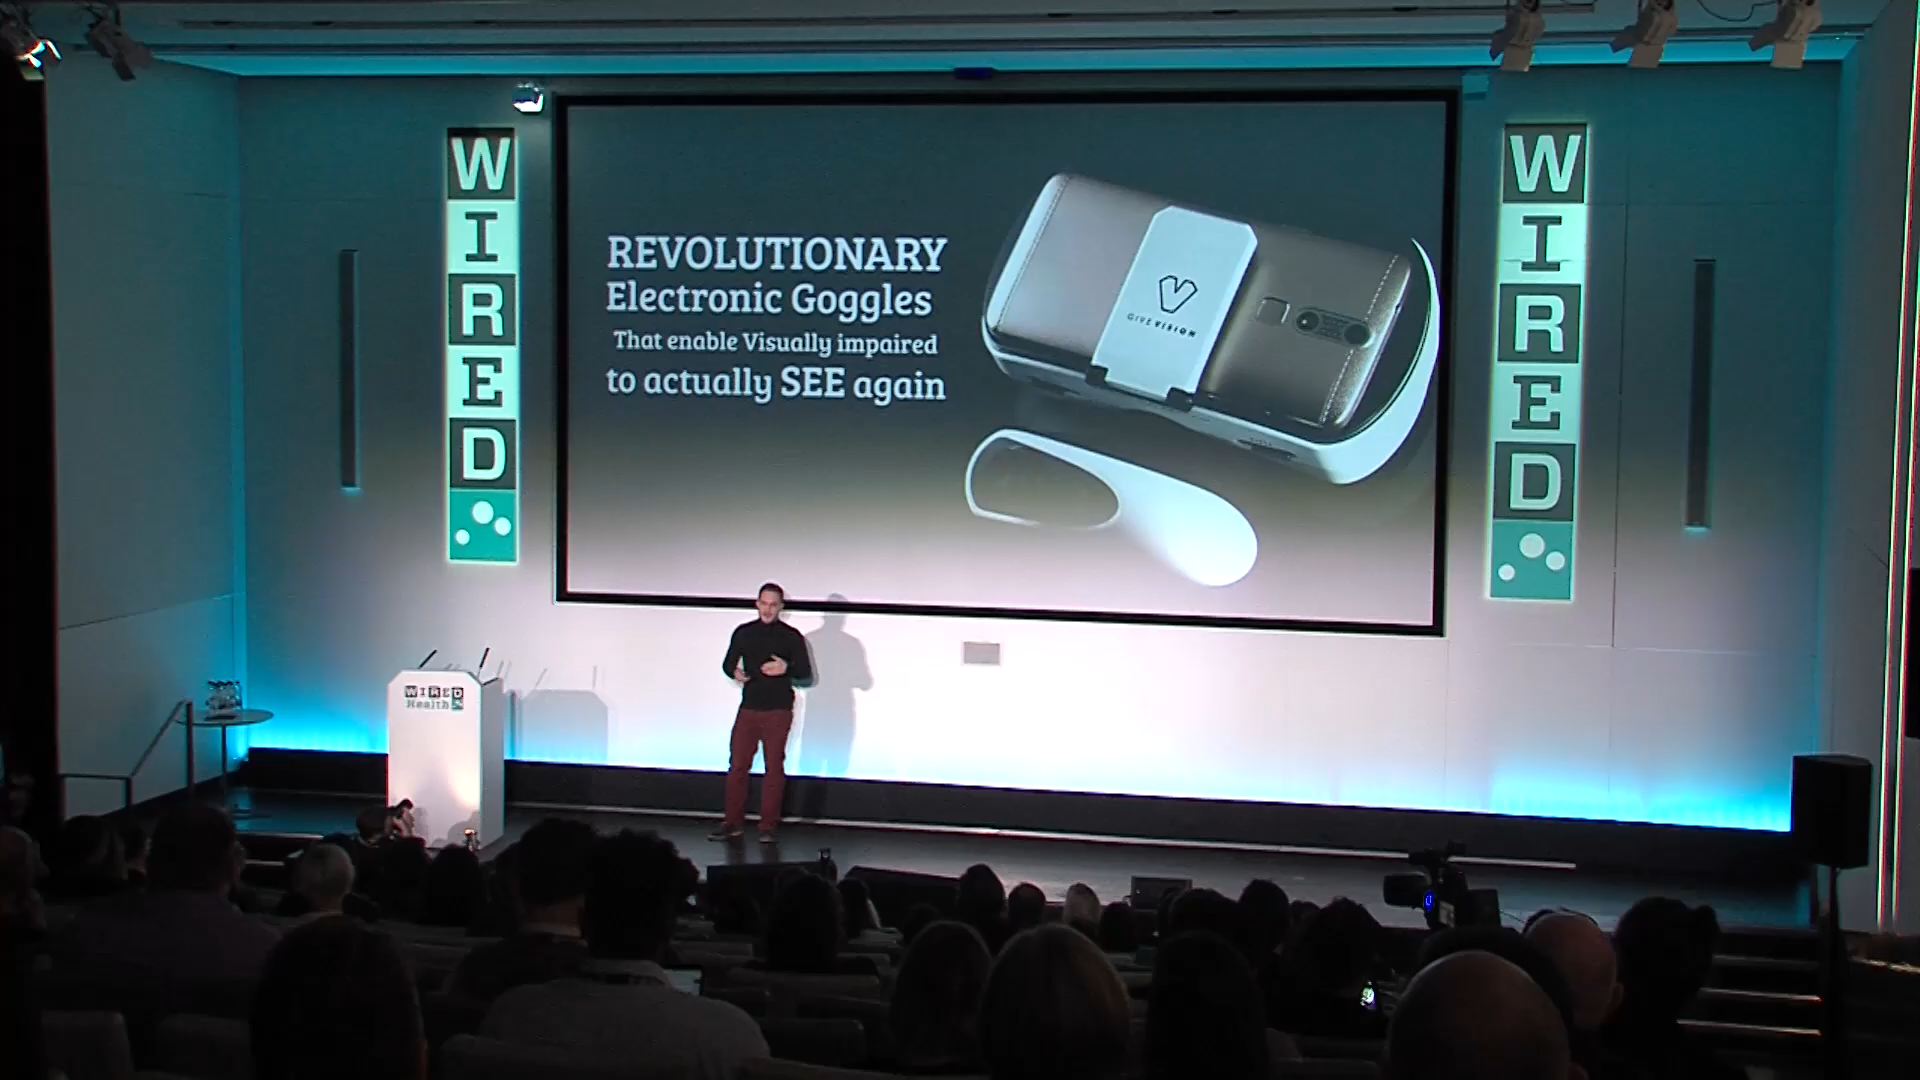 WIRED
REVOLUTIONARY
Electronic Goggles
That enable Visually impaired
to actually SEE again
GIVE VISION
WIRED
WIRED
Health